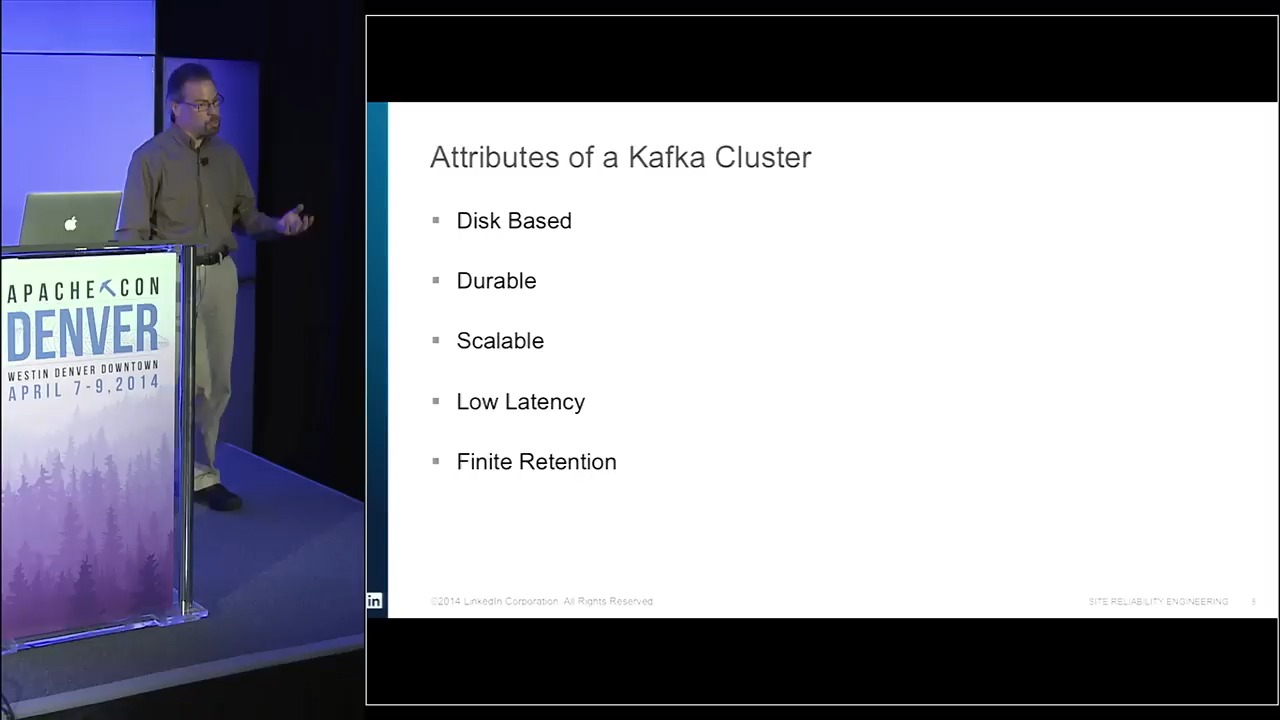 APACHE CON
DENVER
WESTIN DENVER DOWNTOWN
APRIL 7-9, 2014
Attributes of a Kafka Cluster
Disk Based
Durable
Scalable
Low Latency
Finite Retention
in
©2014 LinkedIn Corporation. All Rights Reserved
SITE RELIABILITY ENGINEERING